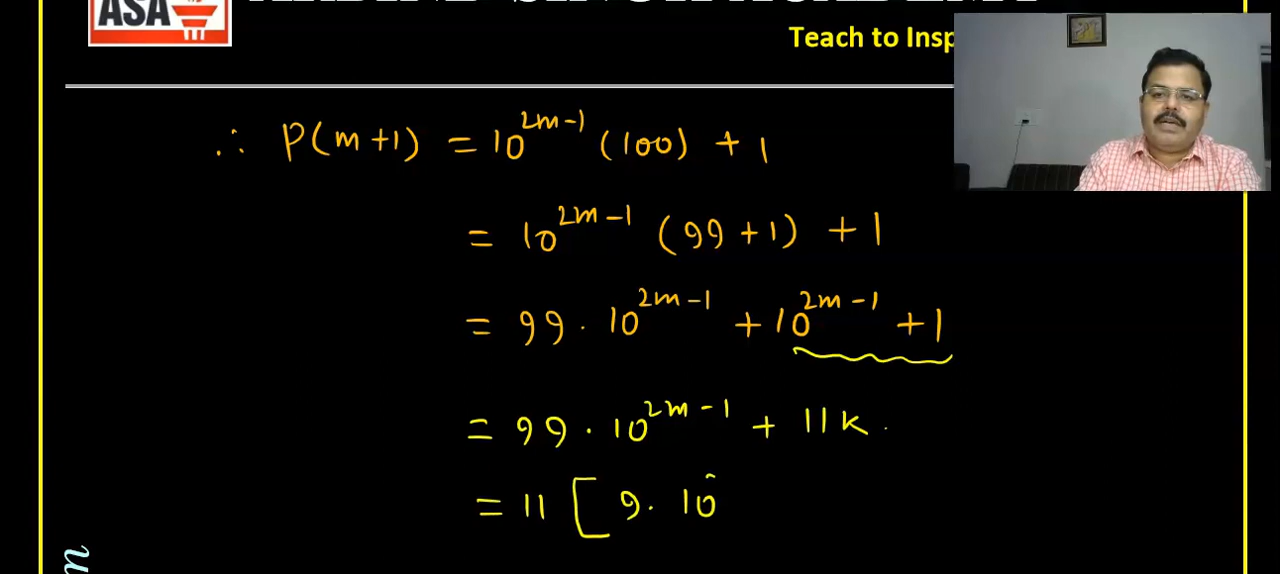 ASA
Teach to Insp
∴ P(m+1) = 10^{2m-1} (100) + 1
= 10^{2m-1} (99+1) + 1
= 99 · 10^{2m-1} + 10^{2m-1} + 1
= 99 · 10^{2m-1} + 11k .
= 11 [ 9 · 10